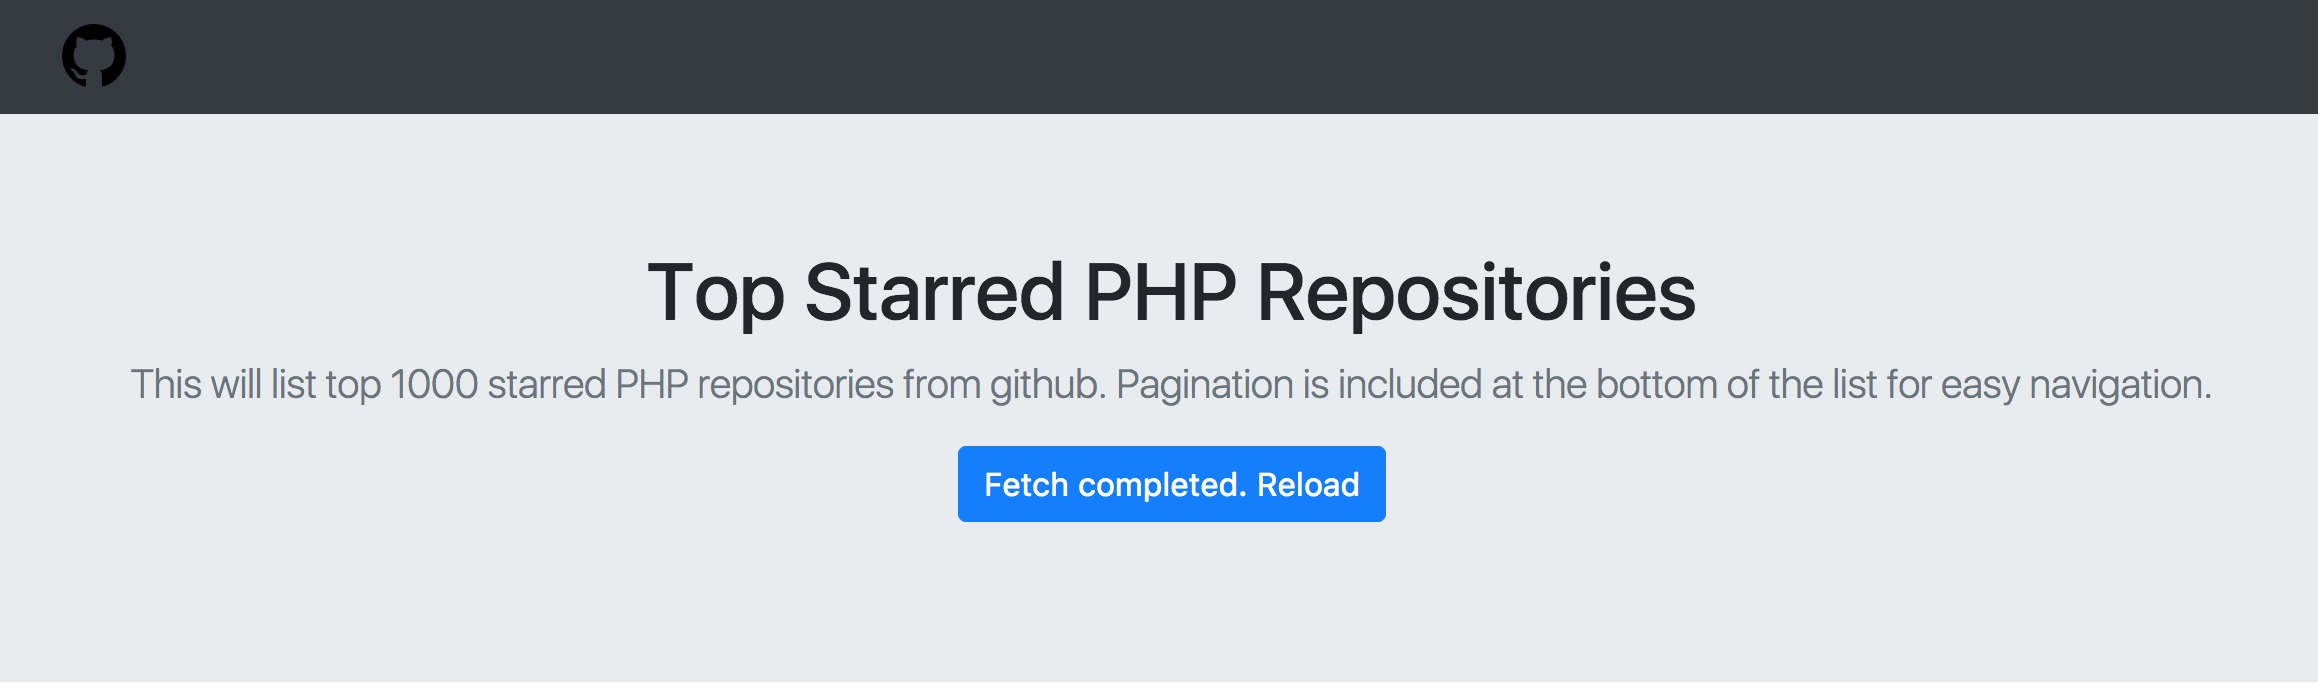 Top Starred PHP Repositories
This will list top 1000 starred PHP repositories from github. Pagination is included at the bottom of the list for easy navigation.
Fetch completed. Reload